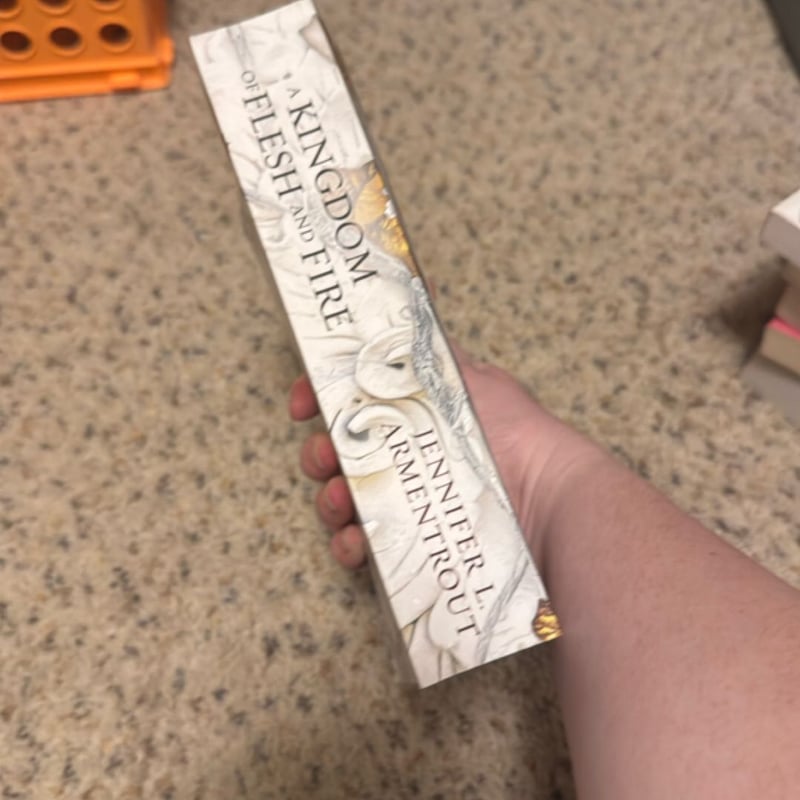 A KINGDOM
OF FLESH AND FIRE
JENNIFER L.
ARMENTROUT